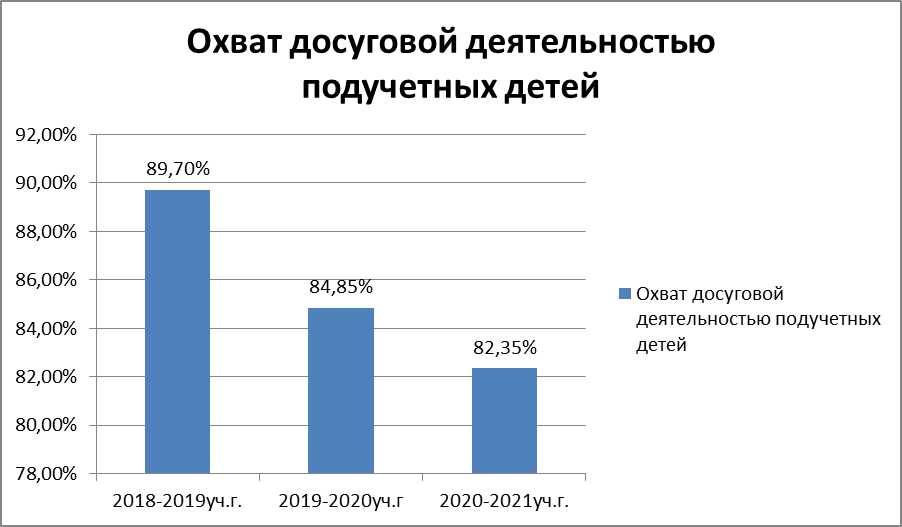 Охват досуговой деятельностью
подучетных детей
92,00%
90,00%
88,00%
86,00%
84,00%
82,00%
80,00%
78,00%
89,70%
84,85%
82,35%
2018-2019уч.г.
2019-2020уч.г
2020-2021уч.г.
Охват досуговой
деятельностью подучетных
детей